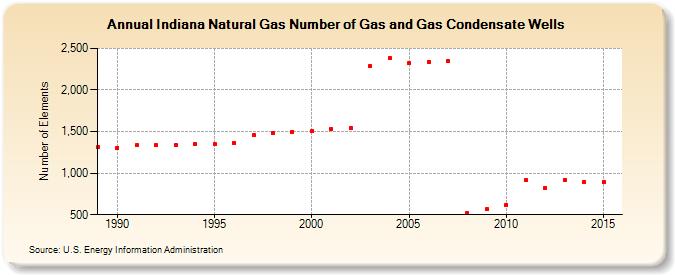 Annual Indiana Natural Gas Number of Gas and Gas Condensate Wells
Number of Elements
2,500
2,000
1,500
1,000
500
1990 1995 2000 2005 2010 2015
Source: U.S. Energy Information Administration